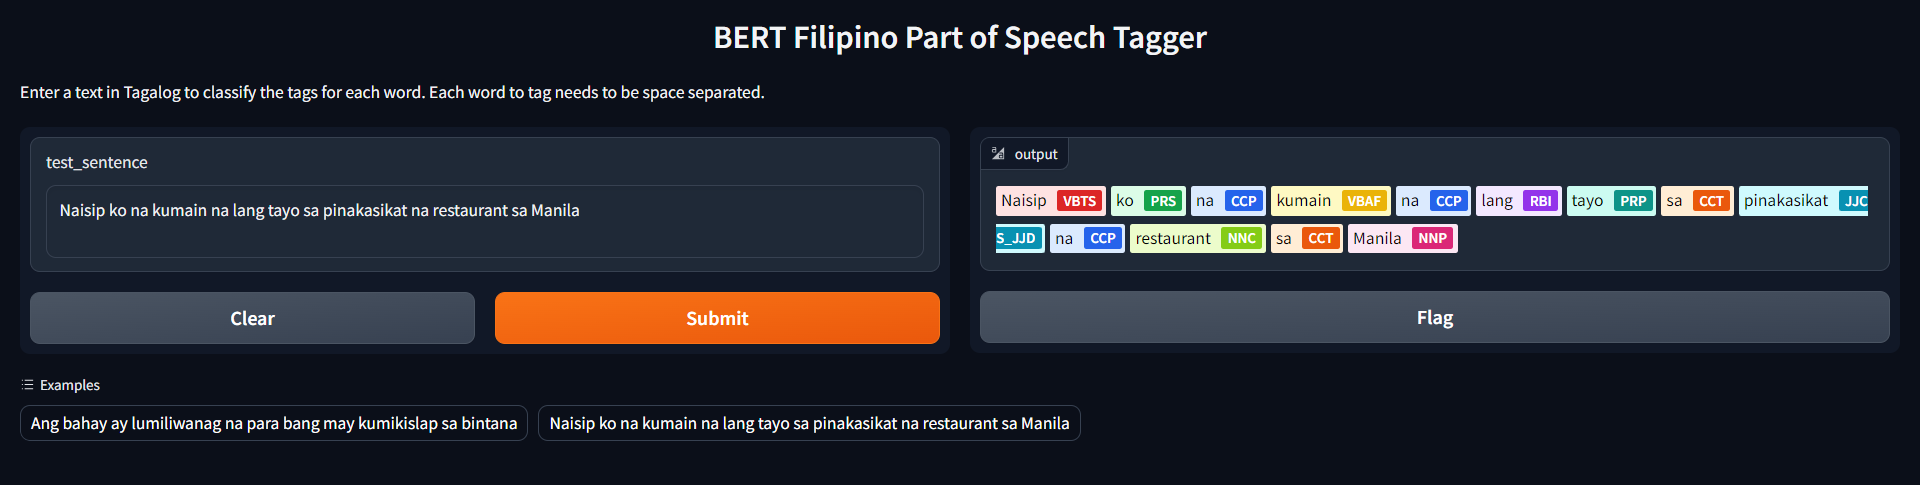 BERT Filipino Part of Speech Tagger
Enter a text in Tagalog to classify the tags for each word. Each word to tag needs to be space separated.
test_sentence
Naisip ko na kumain na lang tayo sa pinakasikat na restaurant sa Manila
Clear
Submit
output
Naisip VBTS ko PRS na CCP kumain VBAF na CCP lang RBI tayo PRP sa CCT pinakasikat JJC
S_JJD na CCP restaurant NNC sa CCT Manila NNP
Flag
Examples
Ang bahay ay lumiliwanag na para bang may kumikislap sa bintana
Naisip ko na kumain na lang tayo sa pinakasikat na restaurant sa Manila